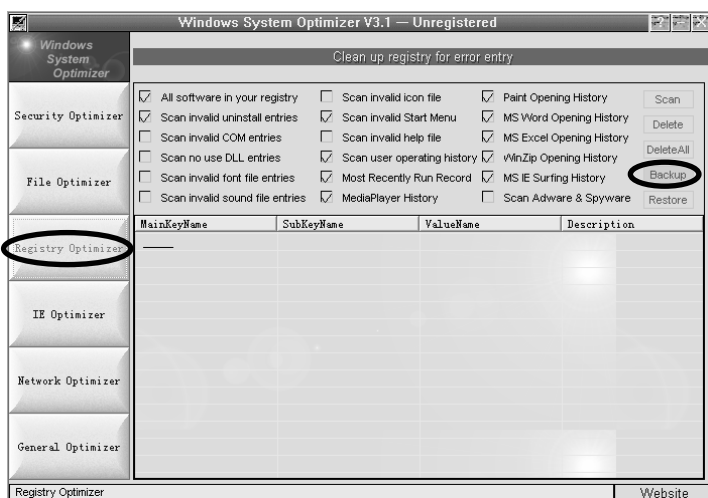 Windows System Optimizer V3.1 — Unregistered
Windows
System
Optimizer
Clean up registry for error entry
Security Optimizer
File Optimizer
Registry Optimizer
IE Optimizer
Network Optimizer
General Optimizer
All software in your registry
Scan invalid icon file
Paint Opening History
Scan
Scan invalid uninstall entries
Scan invalid Start Menu
MS Word Opening History
Delete
Scan invalid COM entries
Scan invalid help file
MS Excel Opening History
DeleteAll
Scan no use DLL entries
Scan user operating history
WinZip Opening History
Scan invalid font file entries
Most Recently Run Record
MS IE Surfing History
Backup
Scan invalid sound file entries
MediaPlayer History
Scan Adware & Spyware
Restore
MainKeyName
SubKeyName
ValueName
Description
Registry Optimizer
Website